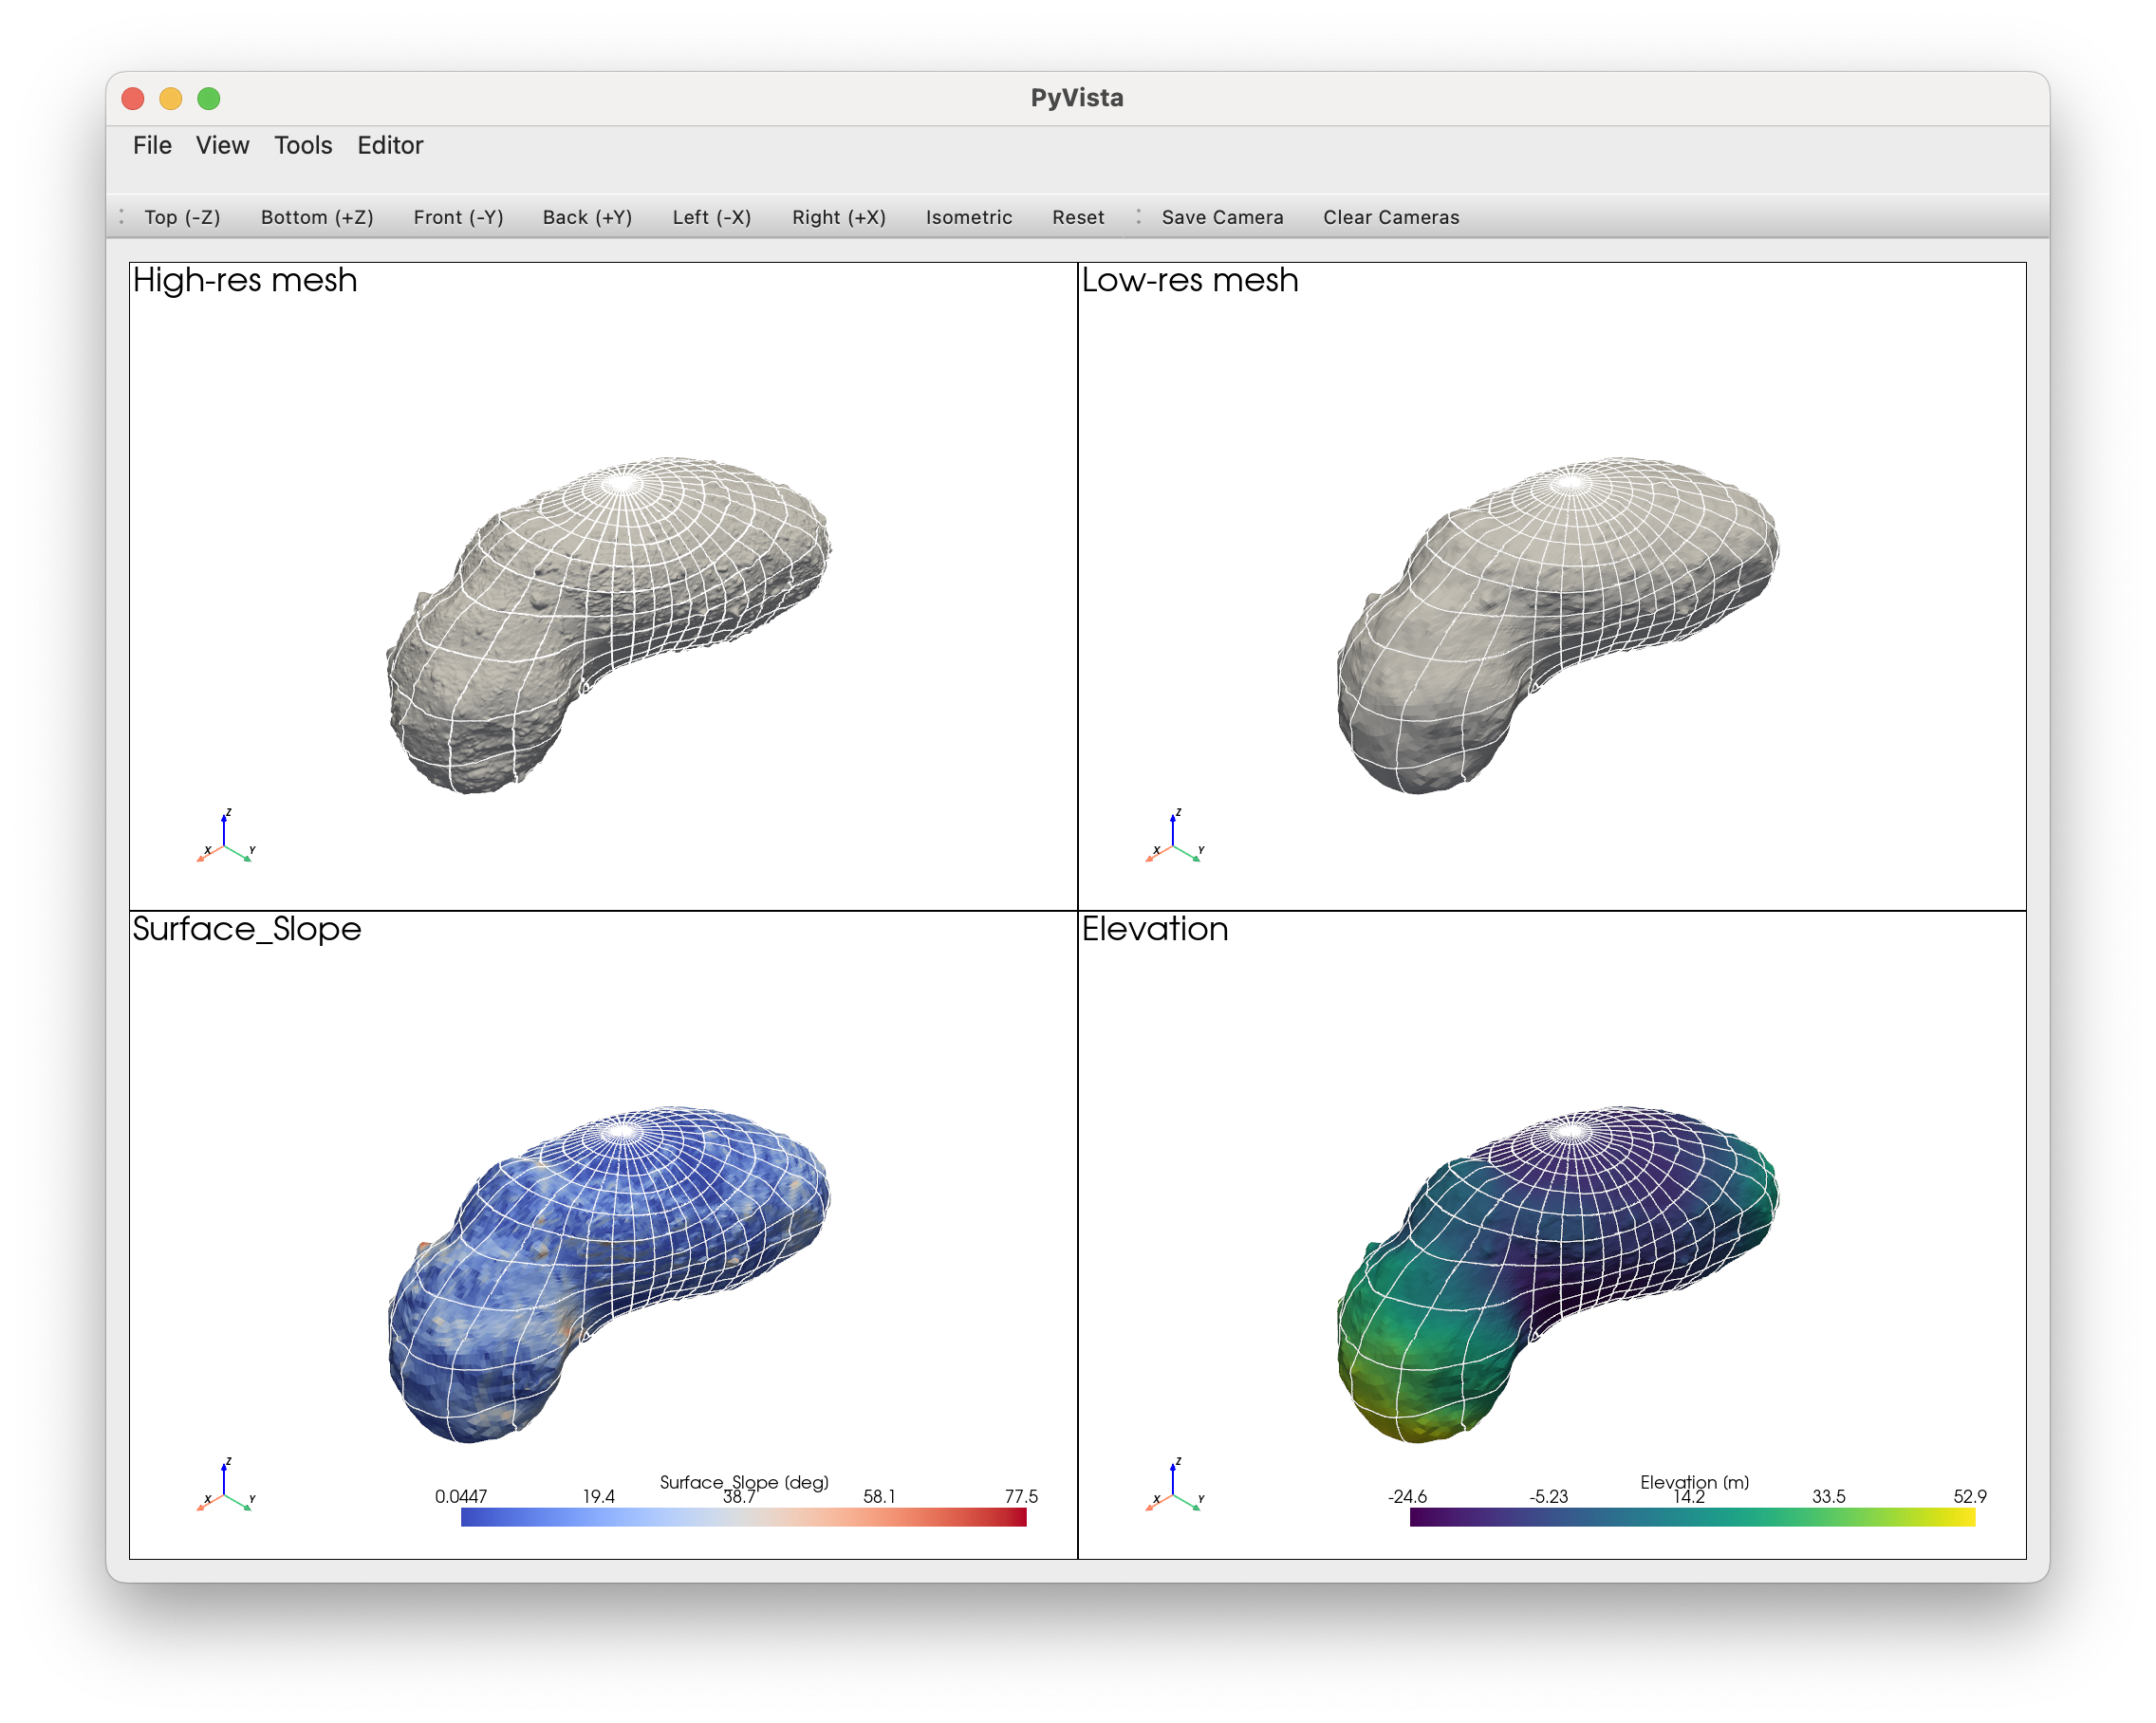 PyVista
File View Tools Editor
Top (-Z) Bottom (+Z) Front (-Y) Back (+Y) Left (-X) Right (+X) Isometric Reset Save Camera Clear Cameras
High-res mesh
Z
X Y
Low-res mesh
Z
X Y
Surface_Slope
Z
X Y
Surface_Slope (deg)
0.0447 19.4 38.7 58.1 77.5
Elevation
Z
X Y
Elevation (m)
-24.6 -5.23 14.2 33.5 52.9